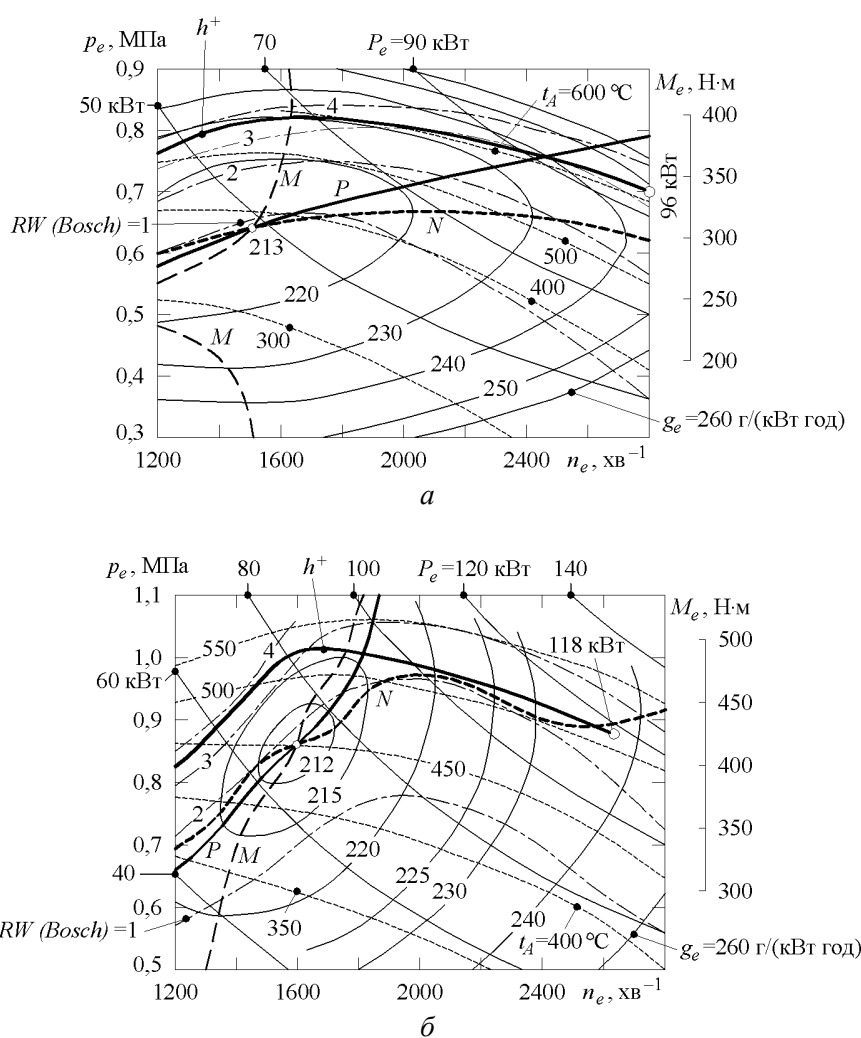 p_e, МПа
h⁺
70
P_e=90 кВт
M_e, Н·м
0,9
t_A=600 °C
50 кВт
4
400
0,8
3
350
M
96 кВт
2
P
0,7
RW (Bosch) =1
N
300
0,6
213
500
400
250
0,5
220
300
M
230
240
200
0,4
250
g_e=260 г/(кВт год)
0,3
1200
1600
2000
2400
n_e, хв⁻¹
а
p_e, МПа
80
h⁺
100
P_e=120 кВт
140
1,1
M_e, Н·м
550
4
118 кВт
500
1,0
60 кВт
500
N
450
0,9
3
212
450
400
0,8
215
2
350
0,7
P
M
220
40
225
230
300
0,6
RW (Bosch) =1
350
240
t_A=400 °C
g_e=260 г/(кВт год)
0,5
1200
1600
2000
2400
n_e, хв⁻¹
б